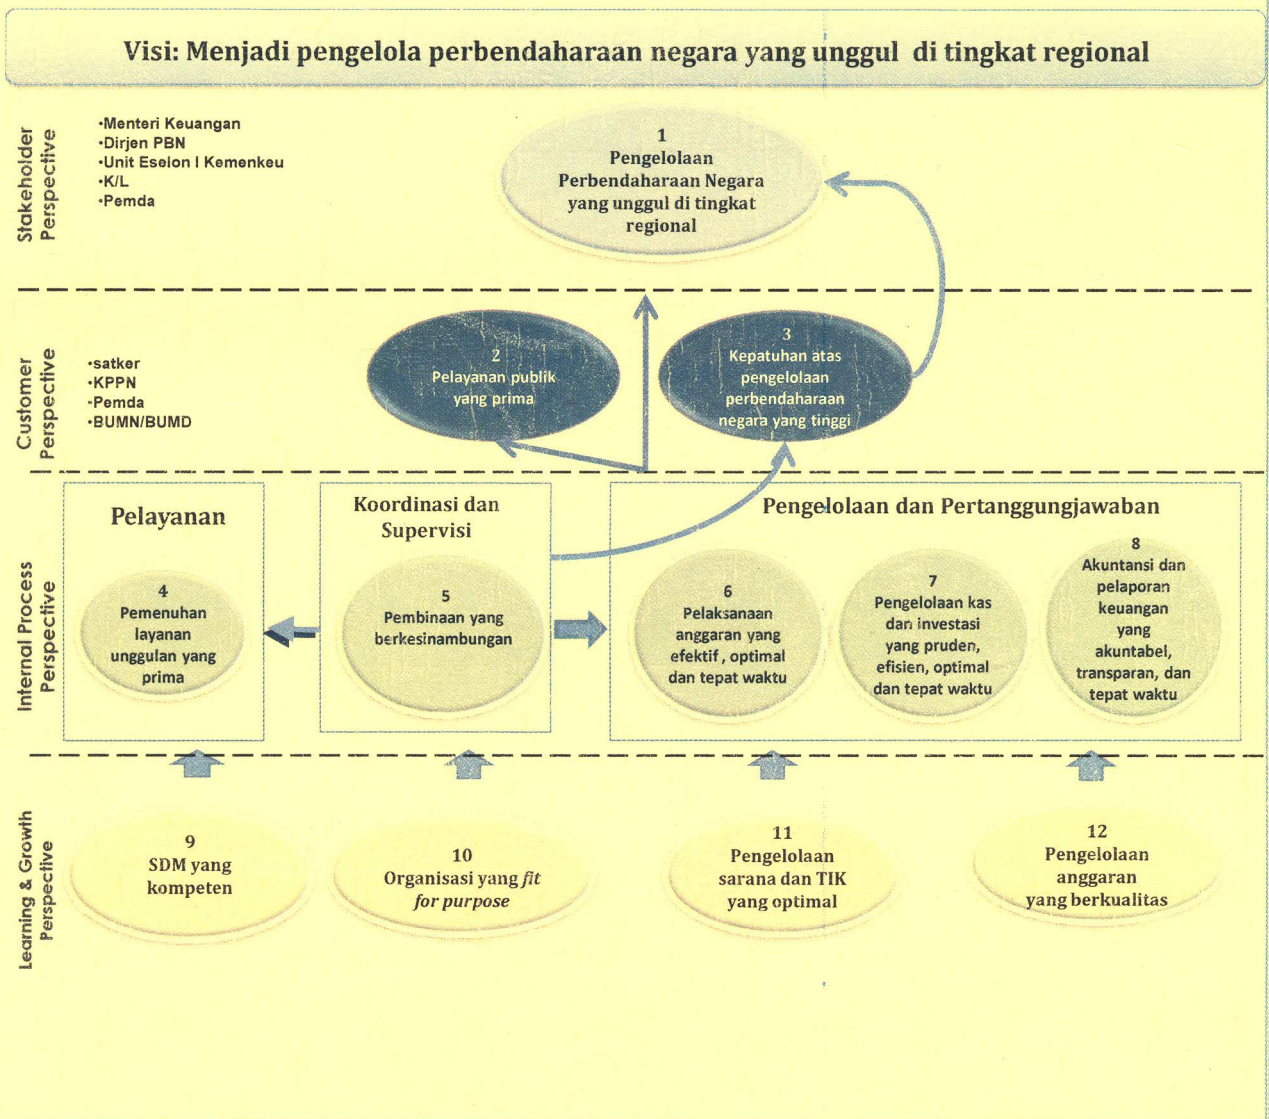 Visi: Menjadi pengelola perbendaharaan negara yang unggul di tingkat regional
Stakeholder
Perspective
•Menteri Keuangan
•Dirjen PBN
•Unit Eselon I Kemenkeu
•K/L
•Pemda
1
Pengelolaan
Perbendaharaan Negara
yang unggul di tingkat
regional
Customer
Perspective
•satker
•KPPN
•Pemda
•BUMN/BUMD
2
Pelayanan publik
yang prima
3
Kepatuhan atas
pengelolaan
perbendaharaan
negara yang tinggi
Internal Process
Perspective
Pelayanan
4
Pemenuhan
layanan
unggulan yang
prima
Koordinasi dan
Supervisi
5
Pembinaan yang
berkesinambungan
Pengelolaan dan Pertanggungjawaban
6
Pelaksanaan
anggaran yang
efektif , optimal
dan tepat waktu
7
Pengelolaan kas
dan investasi
yang pruden,
efisien, optimal
dan tepat waktu
8
Akuntansi dan
pelaporan
keuangan
yang
akuntabel,
transparan, dan
tepat waktu
Learning & Growth
Perspective
9
SDM yang
kompeten
10
Organisasi yang fit
for purpose
11
Pengelolaan
sarana dan TIK
yang optimal
12
Pengelolaan
anggaran
yang berkualitas